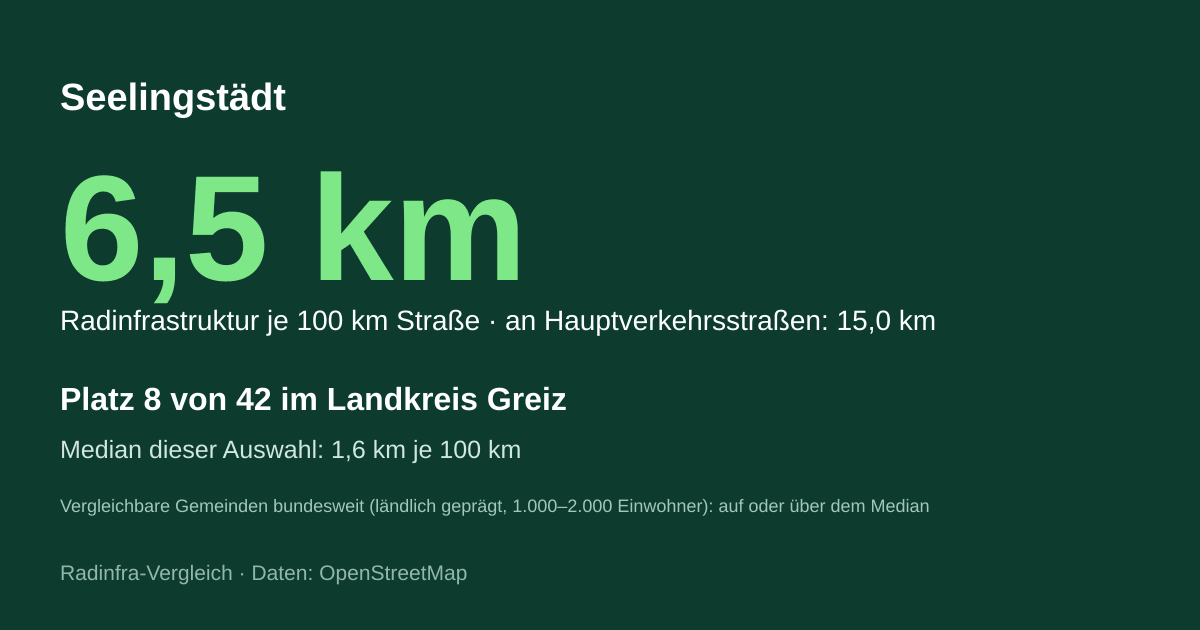 Seelingstädt
6,5 km
Radinfrastruktur je 100 km Straße · an Hauptverkehrsstraßen: 15,0 km
Platz 8 von 42 im Landkreis Greiz
Median dieser Auswahl: 1,6 km je 100 km
Vergleichbare Gemeinden bundesweit (ländlich geprägt, 1.000–2.000 Einwohner): auf oder über dem Median
Radinfra-Vergleich · Daten: OpenStreetMap